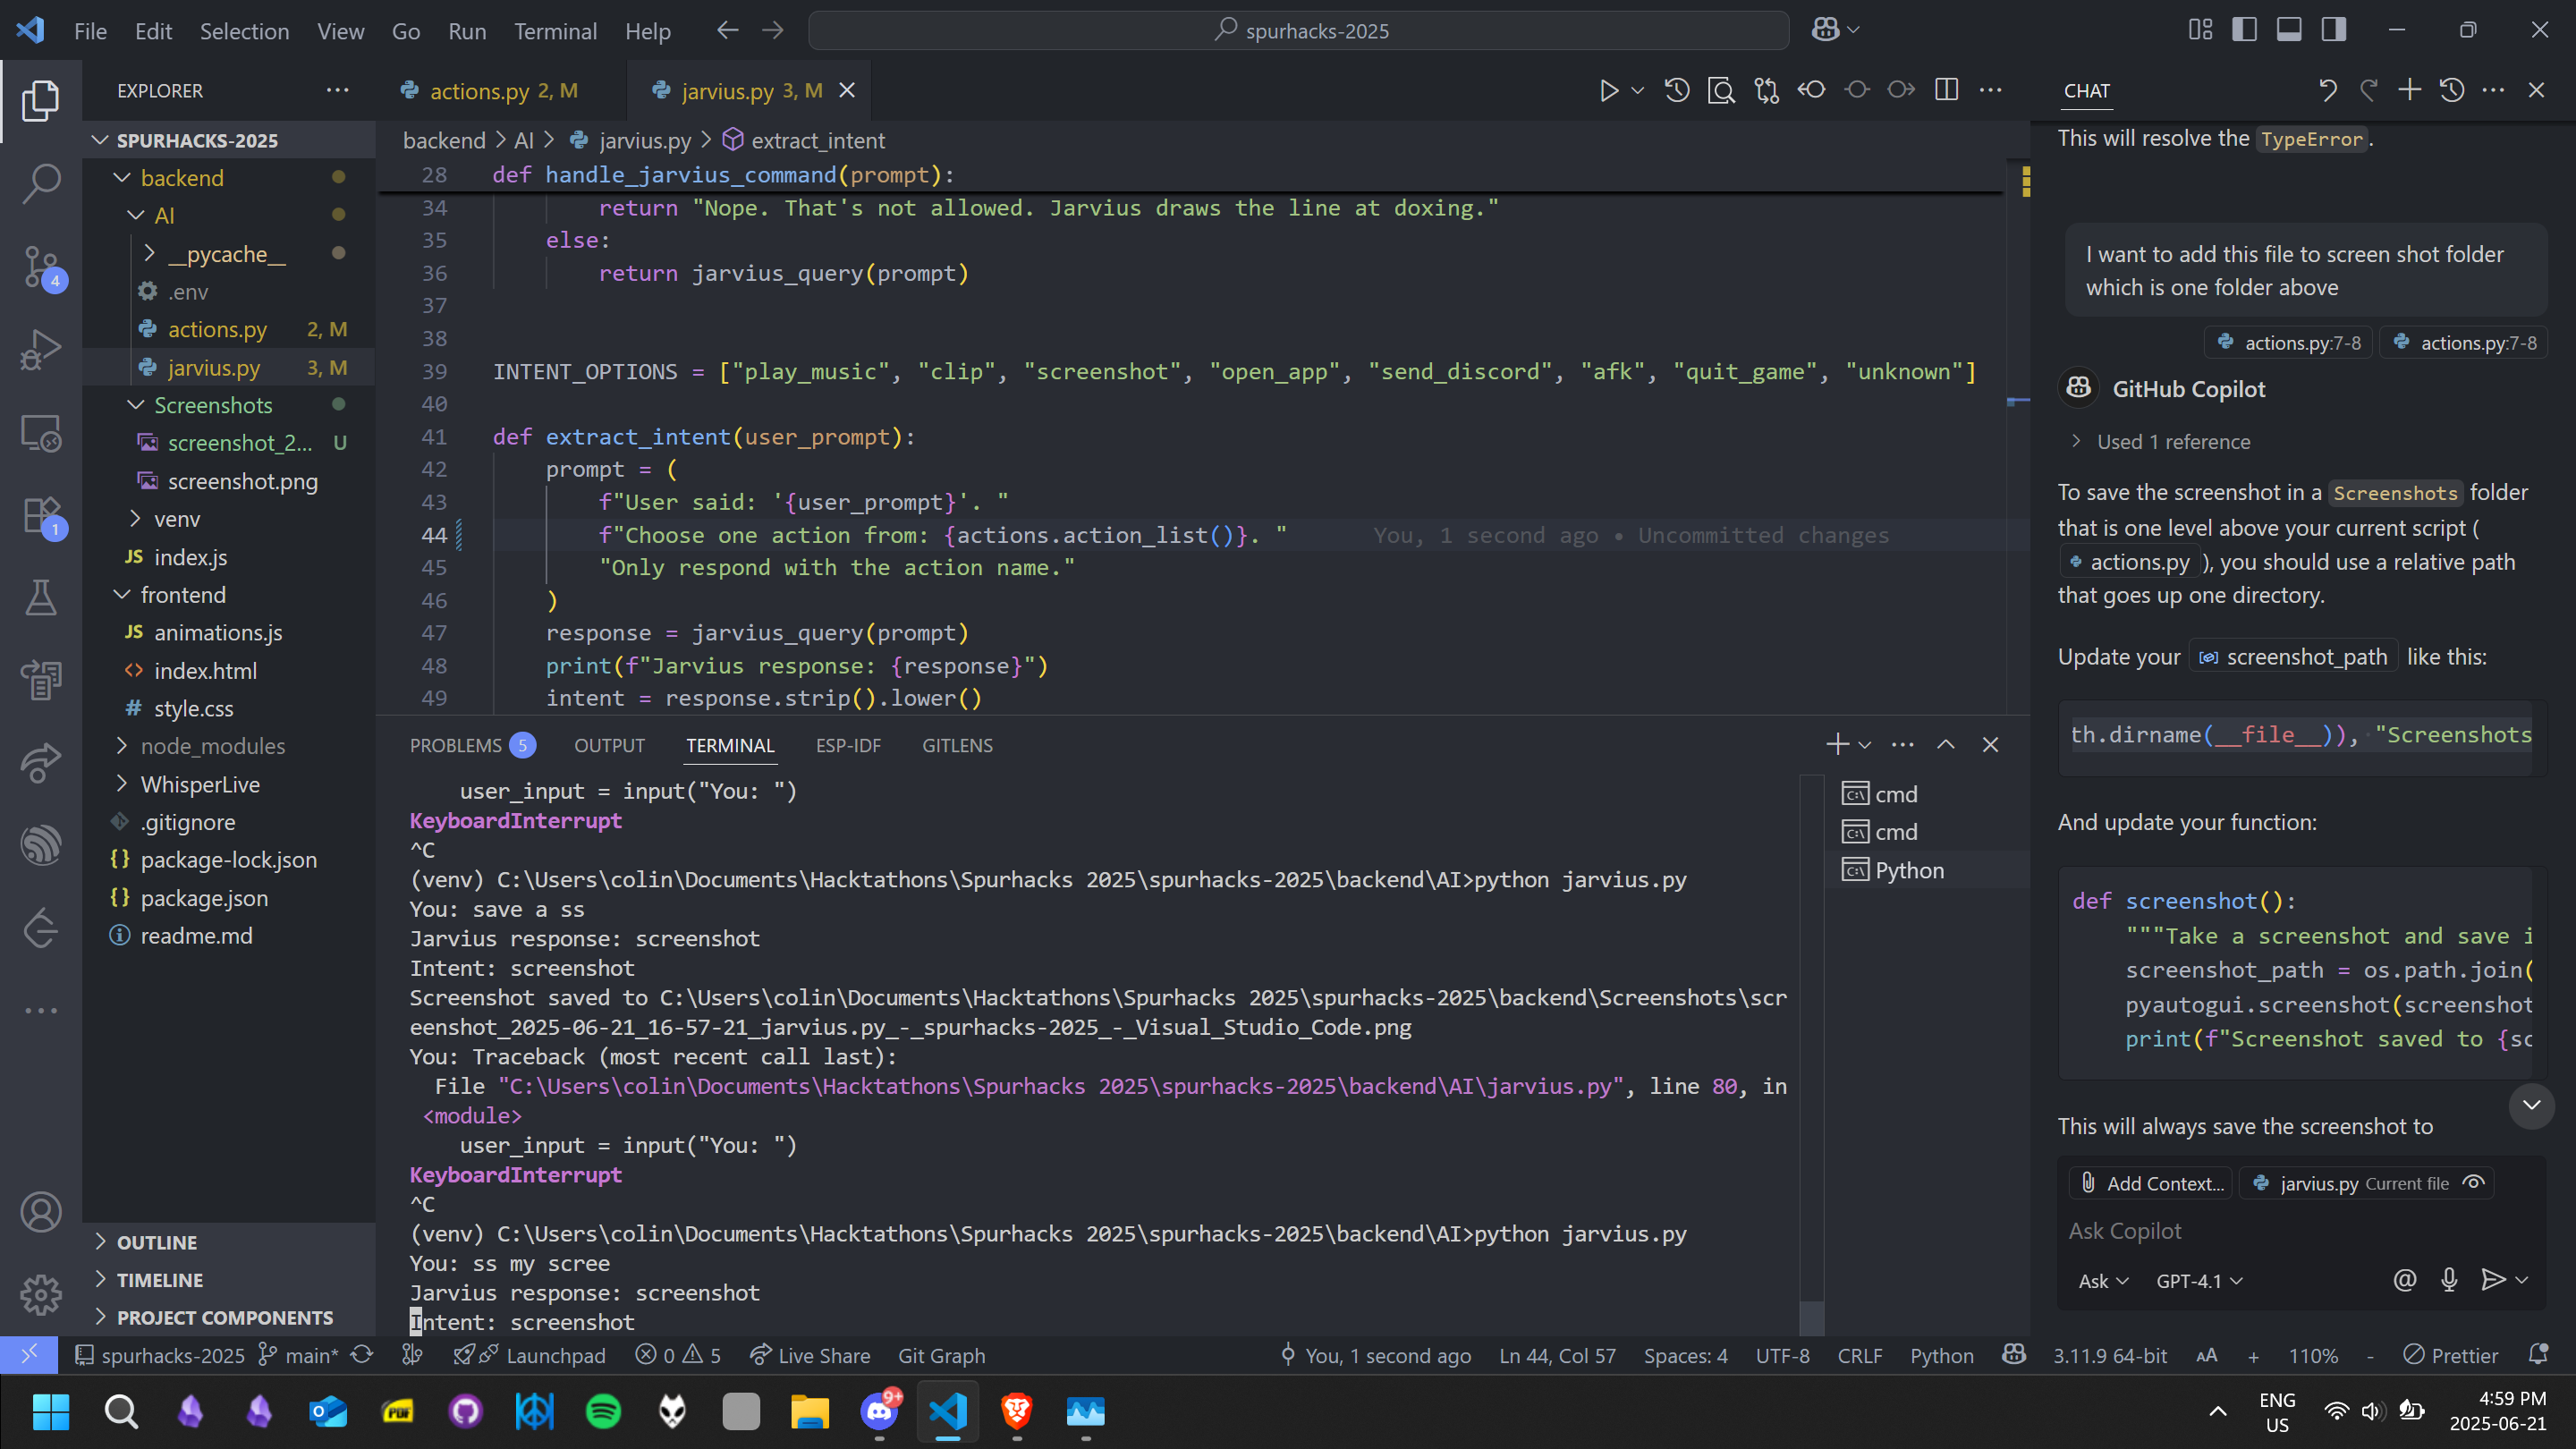 File Edit Selection View Go Run Terminal Help
spurhacks-2025
EXPLORER
SPURHACKS-2025
backend
AI
__pycache__
.env
actions.py 2, M
jarvius.py 3, M
Screenshots
screenshot_2... U
screenshot.png
venv
JS index.js
frontend
JS animations.js
<> index.html
# style.css
node_modules
WhisperLive
.gitignore
{} package-lock.json
{} package.json
readme.md
OUTLINE
TIMELINE
PROJECT COMPONENTS
4
1
actions.py 2, M
jarvius.py 3, M
backend > AI > jarvius.py > extract_intent
28 def handle_jarvius_command(prompt):
34 return "Nope. That's not allowed. Jarvius draws the line at doxing."
35 else:
36 return jarvius_query(prompt)
37
38
39 INTENT_OPTIONS = ["play_music", "clip", "screenshot", "open_app", "send_discord", "afk", "quit_game", "unknown"]
40
41 def extract_intent(user_prompt):
42 prompt = (
43 f"User said: '{user_prompt}'. "
44 f"Choose one action from: {actions.action_list()}. " You, 1 second ago • Uncommitted changes
45 "Only respond with the action name."
46 )
47 response = jarvius_query(prompt)
48 print(f"Jarvius response: {response}")
49 intent = response.strip().lower()
PROBLEMS 5 OUTPUT TERMINAL ESP-IDF GITLENS
user_input = input("You: ")
KeyboardInterrupt
^C
(venv) C:\Users\colin\Documents\Hacktathons\Spurhacks 2025\spurhacks-2025\backend\AI>python jarvius.py
You: save a ss
Jarvius response: screenshot
Intent: screenshot
Screenshot saved to C:\Users\colin\Documents\Hacktathons\Spurhacks 2025\spurhacks-2025\backend\Screenshots\scr
eenshot_2025-06-21_16-57-21_jarvius.py_-_spurhacks-2025_-_Visual_Studio_Code.png
You: Traceback (most recent call last):
File "C:\Users\colin\Documents\Hacktathons\Spurhacks 2025\spurhacks-2025\backend\AI\jarvius.py", line 80, in
<module>
user_input = input("You: ")
KeyboardInterrupt
^C
(venv) C:\Users\colin\Documents\Hacktathons\Spurhacks 2025\spurhacks-2025\backend\AI>python jarvius.py
You: ss my scree
Jarvius response: screenshot
Intent: screenshot
cmd
cmd
Python
CHAT
This will resolve the TypeError.
I want to add this file to screen shot folder
which is one folder above
actions.py:7-8 actions.py:7-8
GitHub Copilot
Used 1 reference
To save the screenshot in a Screenshots folder
that is one level above your current script (
actions.py ), you should use a relative path
that goes up one directory.
Update your screenshot_path like this:
th.dirname(__file__)), "Screenshots
And update your function:
def screenshot():
"""Take a screenshot and save i
screenshot_path = os.path.join(
pyautogui.screenshot(screenshot
print(f"Screenshot saved to {sc
This will always save the screenshot to
Add Context... jarvius.py Current file
Ask Copilot
Ask GPT-4.1
spurhacks-2025 main* Launchpad 0 5 Live Share Git Graph You, 1 second ago Ln 44, Col 57 Spaces: 4 UTF-8 CRLF Python 3.11.9 64-bit AA + 110% - Prettier
PDF
9+
ENG
US
4:59 PM
2025-06-21